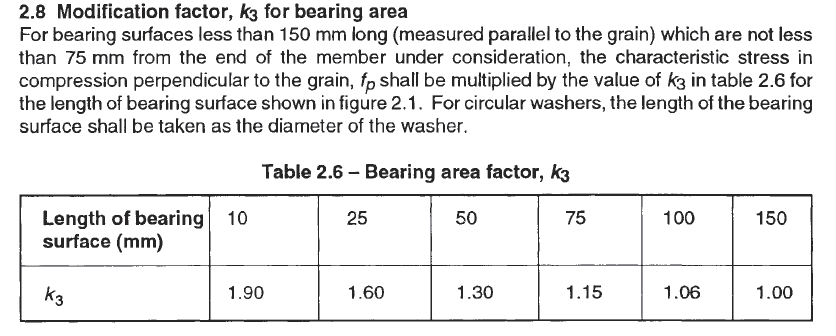 2.8 Modification factor, k3 for bearing area
For bearing surfaces less than 150 mm long (measured parallel to the grain) which are not less
than 75 mm from the end of the member under consideration, the characteristic stress in
compression perpendicular to the grain, fp shall be multiplied by the value of k3 in table 2.6 for
the length of bearing surface shown in figure 2.1. For circular washers, the length of the bearing
surface shall be taken as the diameter of the washer.
Table 2.6 – Bearing area factor, k3
Length of bearing 10 25 50 75 100 150
surface (mm)
k3 1.90 1.60 1.30 1.15 1.06 1.00